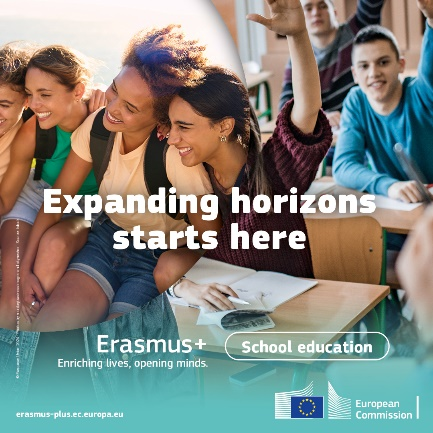 Expanding horizons
starts here
Erasmus+
Enriching lives, opening minds.
School education
erasmus-plus.ec.europa.eu
European
Commission